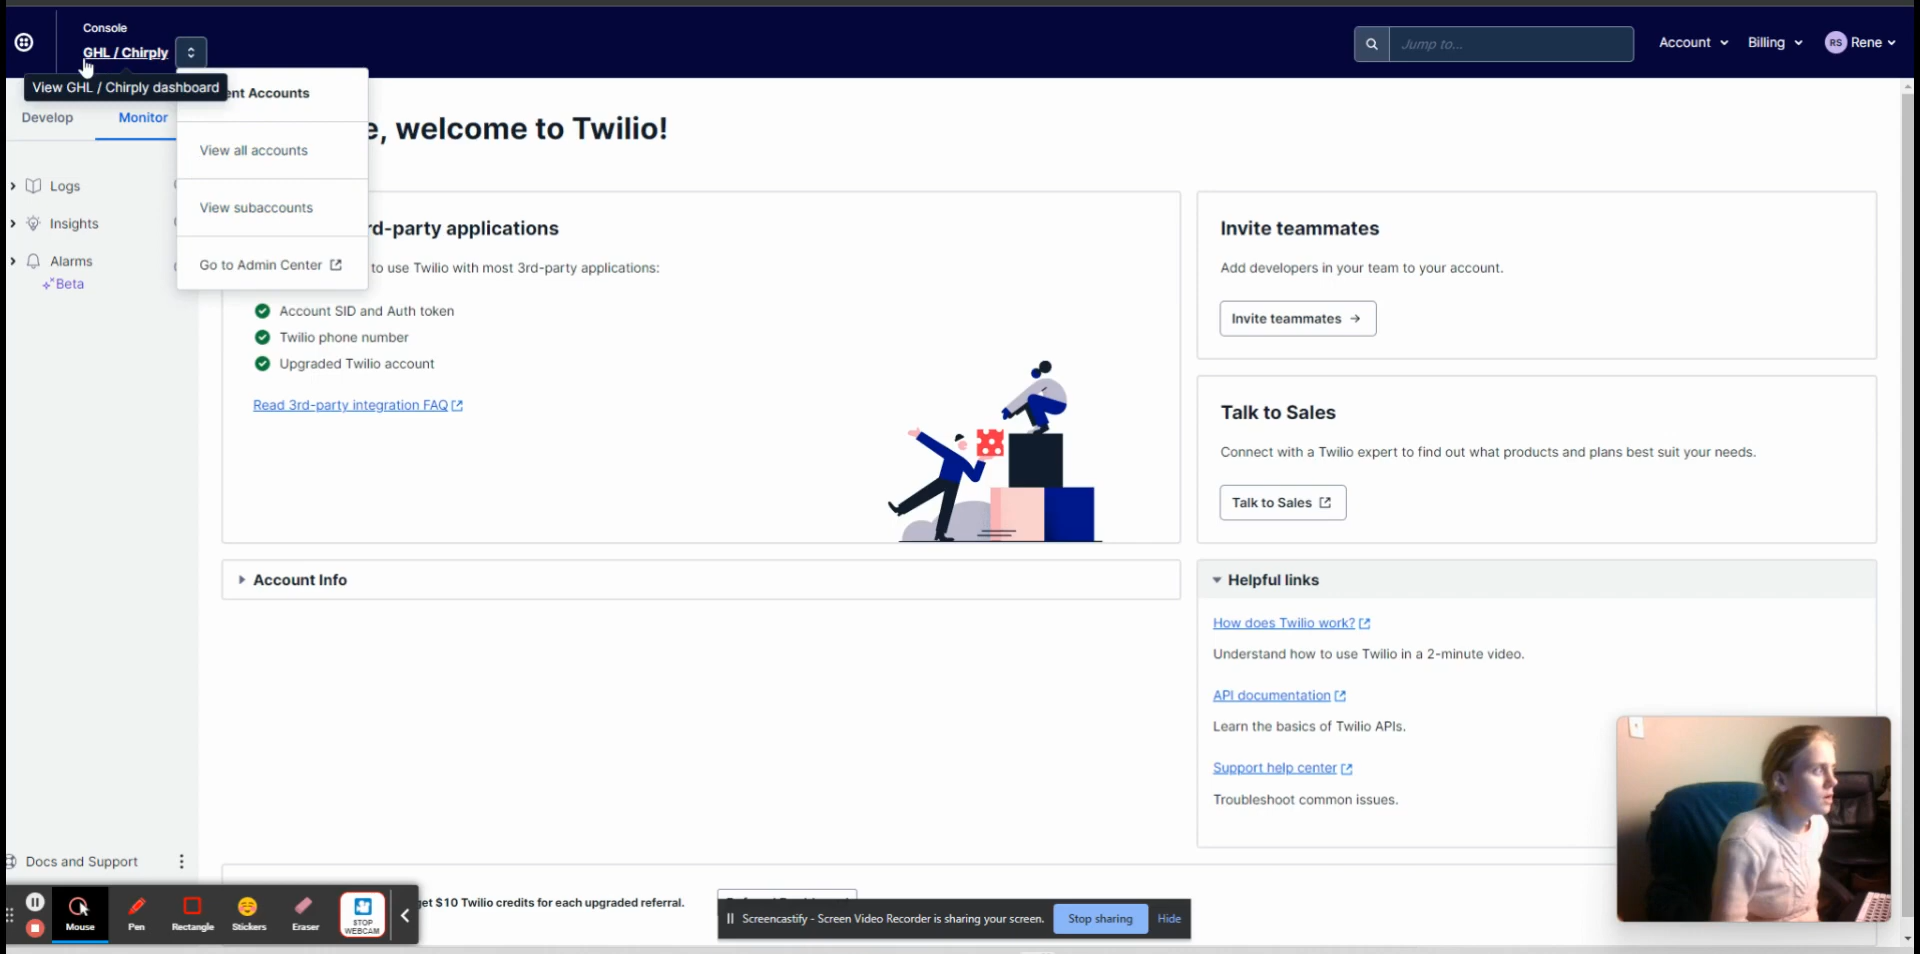 Console
GHL / Chirply
Jump to...
Account
Billing
RS Rene
View GHL / Chirply dashboard
ent Accounts
Develop
Monitor
e, welcome to Twilio!
View all accounts
Logs
View subaccounts
Insights
rd-party applications
Invite teammates
Alarms
Go to Admin Center
to use Twilio with most 3rd-party applications:
Add developers in your team to your account.
Beta
Account SID and Auth token
Invite teammates →
Twilio phone number
Upgraded Twilio account
Read 3rd-party integration FAQ
Talk to Sales
Connect with a Twilio expert to find out what products and plans best suit your needs.
Talk to Sales
Account Info
Helpful links
How does Twilio work?
Understand how to use Twilio in a 2-minute video.
API documentation
Learn the basics of Twilio APIs.
Support help center
Troubleshoot common issues.
Docs and Support
et $10 Twilio credits for each upgraded referral.
Screencastify - Screen Video Recorder is sharing your screen.
Stop sharing
Hide
Mouse
Pen
Rectangle
Stickers
Eraser
STOP
WEBCAM